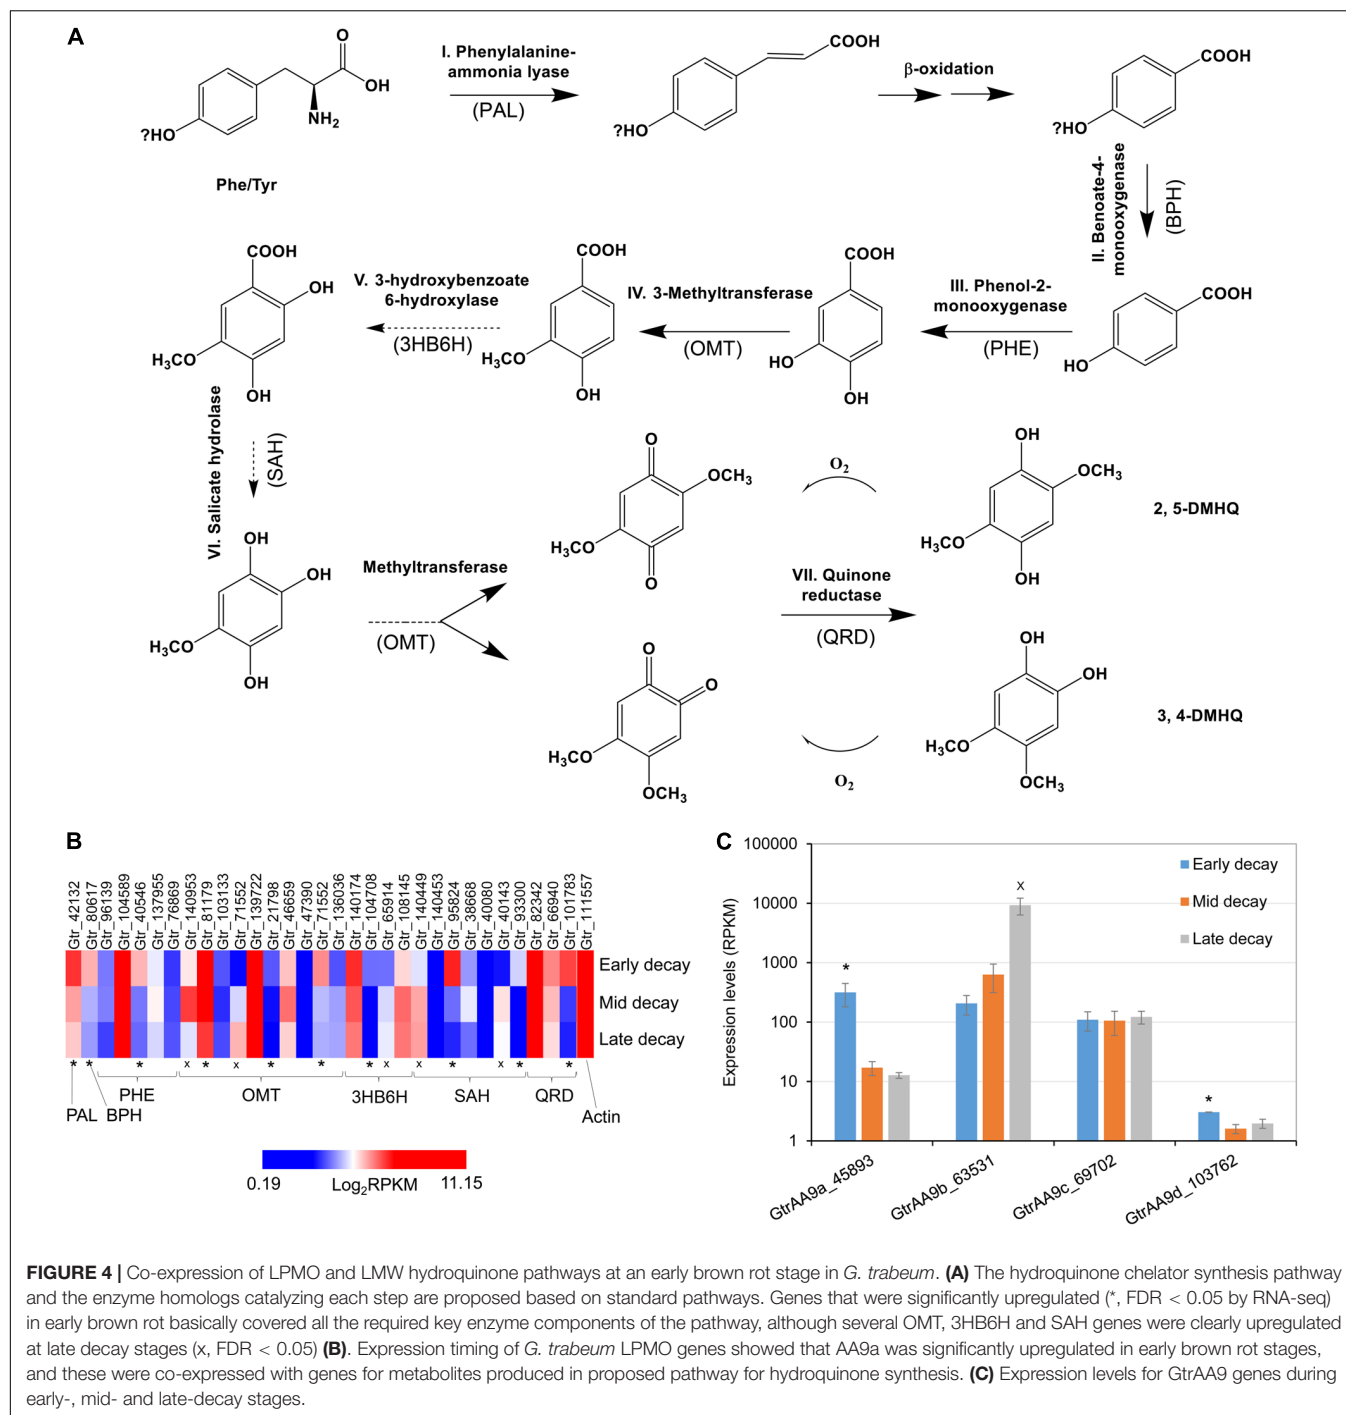 A
O
OH
NH2
?HO
Phe/Tyr
I. Phenylalanine-
ammonia lyase
(PAL)
COOH
?HO
β-oxidation
COOH
?HO
II. Benoate-4-
monooxygenase
(BPH)
COOH
HO
III. Phenol-2-
monooxygenase
(PHE)
COOH
HO
OH
IV. 3-Methyltransferase
(OMT)
COOH
H3CO
OH
V. 3-hydroxybenzoate
6-hydroxylase
(3HB6H)
COOH
OH
H3CO
OH
VI. Salicate hydrolase
(SAH)
OH
OH
H3CO
OH
Methyltransferase
(OMT)
O
OCH3
H3CO
O
O
O
H3CO
OCH3
O2
VII. Quinone
reductase
(QRD)
O2
OH
OCH3
H3CO
OH
2, 5-DMHQ
OH
OH
H3CO
OCH3
3, 4-DMHQ
B
Gtr_42132
Gtr_80617
Gtr_96139
Gtr_104589
Gtr_40546
Gtr_137955
Gtr_76869
Gtr_140953
Gtr_81179
Gtr_103133
Gtr_71552
Gtr_139722
Gtr_21798
Gtr_46659
Gtr_47390
Gtr_71552
Gtr_136036
Gtr_140174
Gtr_104708
Gtr_65914
Gtr_108145
Gtr_140449
Gtr_140453
Gtr_95824
Gtr_38668
Gtr_40080
Gtr_40143
Gtr_93300
Gtr_82342
Gtr_66940
Gtr_101783
Gtr_111557
Early decay
Mid decay
Late decay
* * * x * x * * * x x * x * *
PAL BPH PHE OMT 3HB6H SAH QRD Actin
0.19 Log2RPKM 11.15
C
Expression levels (RPKM)
100000
10000
1000
100
10
1
* x *
Early decay
Mid decay
Late decay
GtrAA9a_45893
GtrAA9b_63531
GtrAA9c_69702
GtrAA9d_103762
FIGURE 4 | Co-expression of LPMO and LMW hydroquinone pathways at an early brown rot stage in G. trabeum. (A) The hydroquinone chelator synthesis pathway
and the enzyme homologs catalyzing each step are proposed based on standard pathways. Genes that were significantly upregulated (*, FDR < 0.05 by RNA-seq)
in early brown rot basically covered all the required key enzyme components of the pathway, although several OMT, 3HB6H and SAH genes were clearly upregulated
at late decay stages (x, FDR < 0.05) (B). Expression timing of G. trabeum LPMO genes showed that AA9a was significantly upregulated in early brown rot stages,
and these were co-expressed with genes for metabolites produced in proposed pathway for hydroquinone synthesis. (C) Expression levels for GtrAA9 genes during
early-, mid- and late-decay stages.